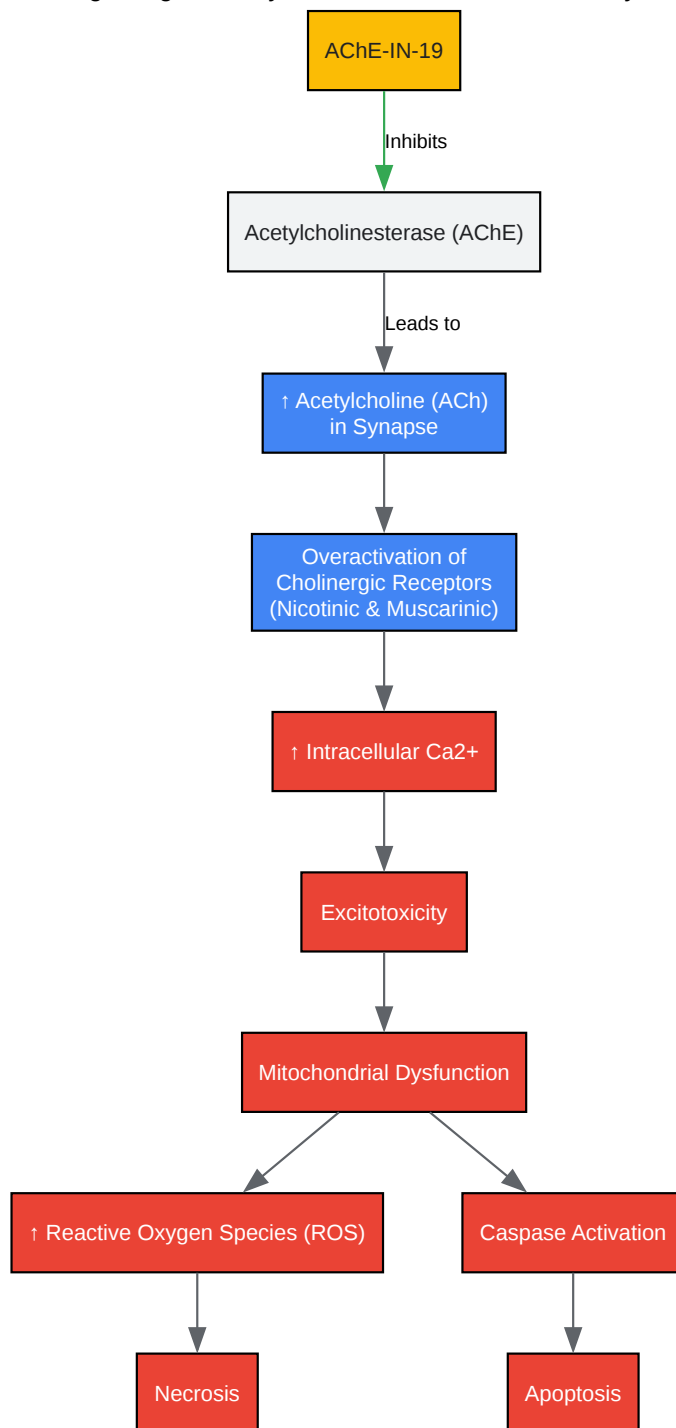 AChE-IN-19
Inhibits
Acetylcholinesterase (AChE)
Leads to
↑ Acetylcholine (ACh)
in Synapse
Overactivation of
Cholinergic Receptors
(Nicotinic & Muscarinic)
↑ Intracellular Ca2+
Excitotoxicity
Mitochondrial Dysfunction
↑ Reactive Oxygen Species (ROS)
Caspase Activation
Necrosis
Apoptosis